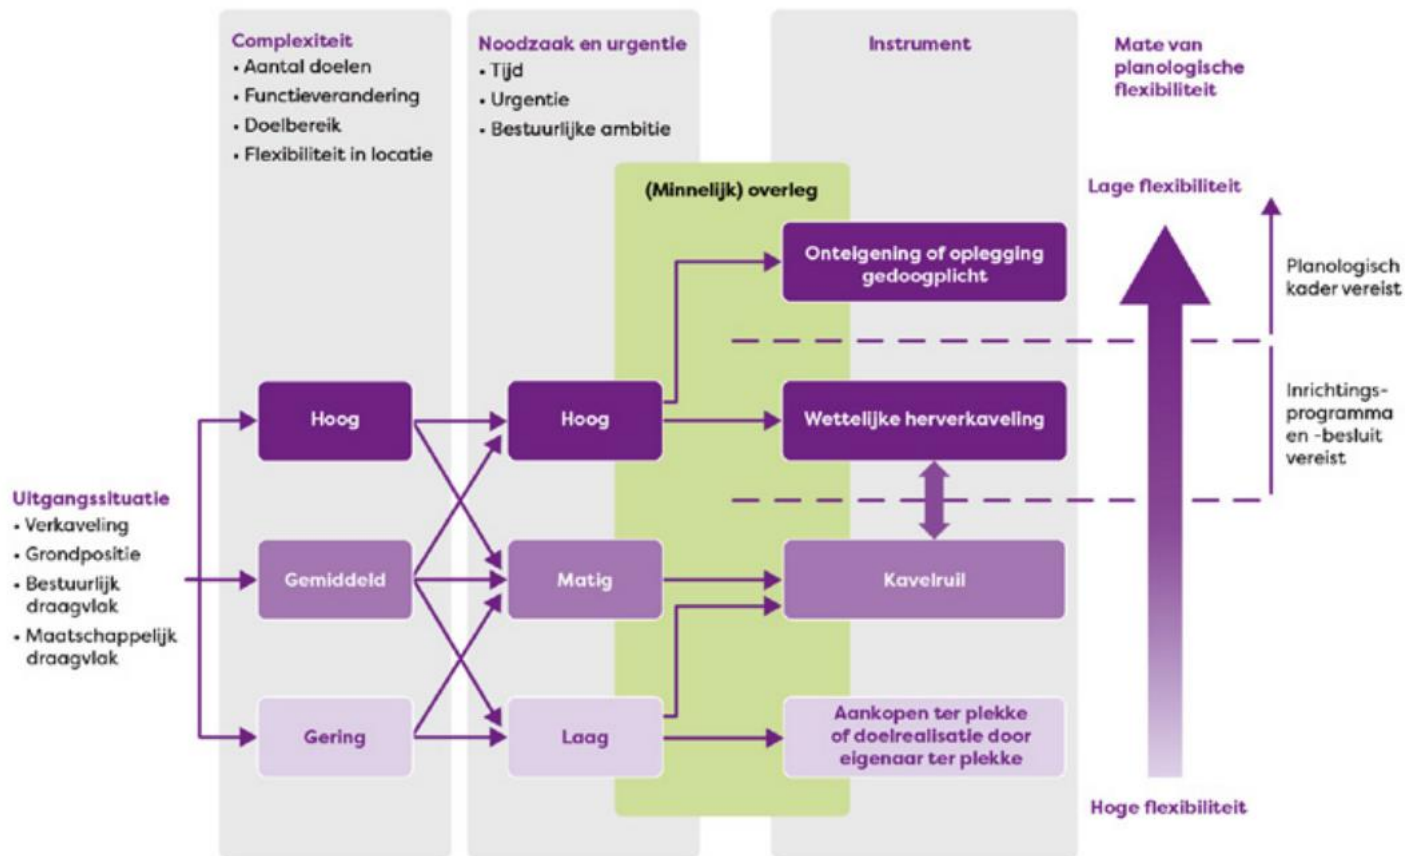 Complexiteit
• Aantal doelen
• Functieverandering
• Doelbereik
• Flexibiliteit in locatie
Noodzaak en urgentie
• Tijd
• Urgentie
• Bestuurlijke ambitie
Instrument
Mate van
planologische
flexibiliteit
(Minnelijk) overleg
Lage flexibiliteit
Onteigening of oplegging
gedoogplicht
Planologisch
kader vereist
Hoog
Hoog
Wettelijke herverkaveling
Inrichtings-
programma
en -besluit
vereist
Uitgangssituatie
• Verkaveling
• Grondpositie
• Bestuurlijk
draagvlak
• Maatschappelijk
draagvlak
Gemiddeld
Matig
Kavelruil
Gering
Laag
Aankopen ter plekke
of doelrealisatie door
eigenaar ter plekke
Hoge flexibiliteit